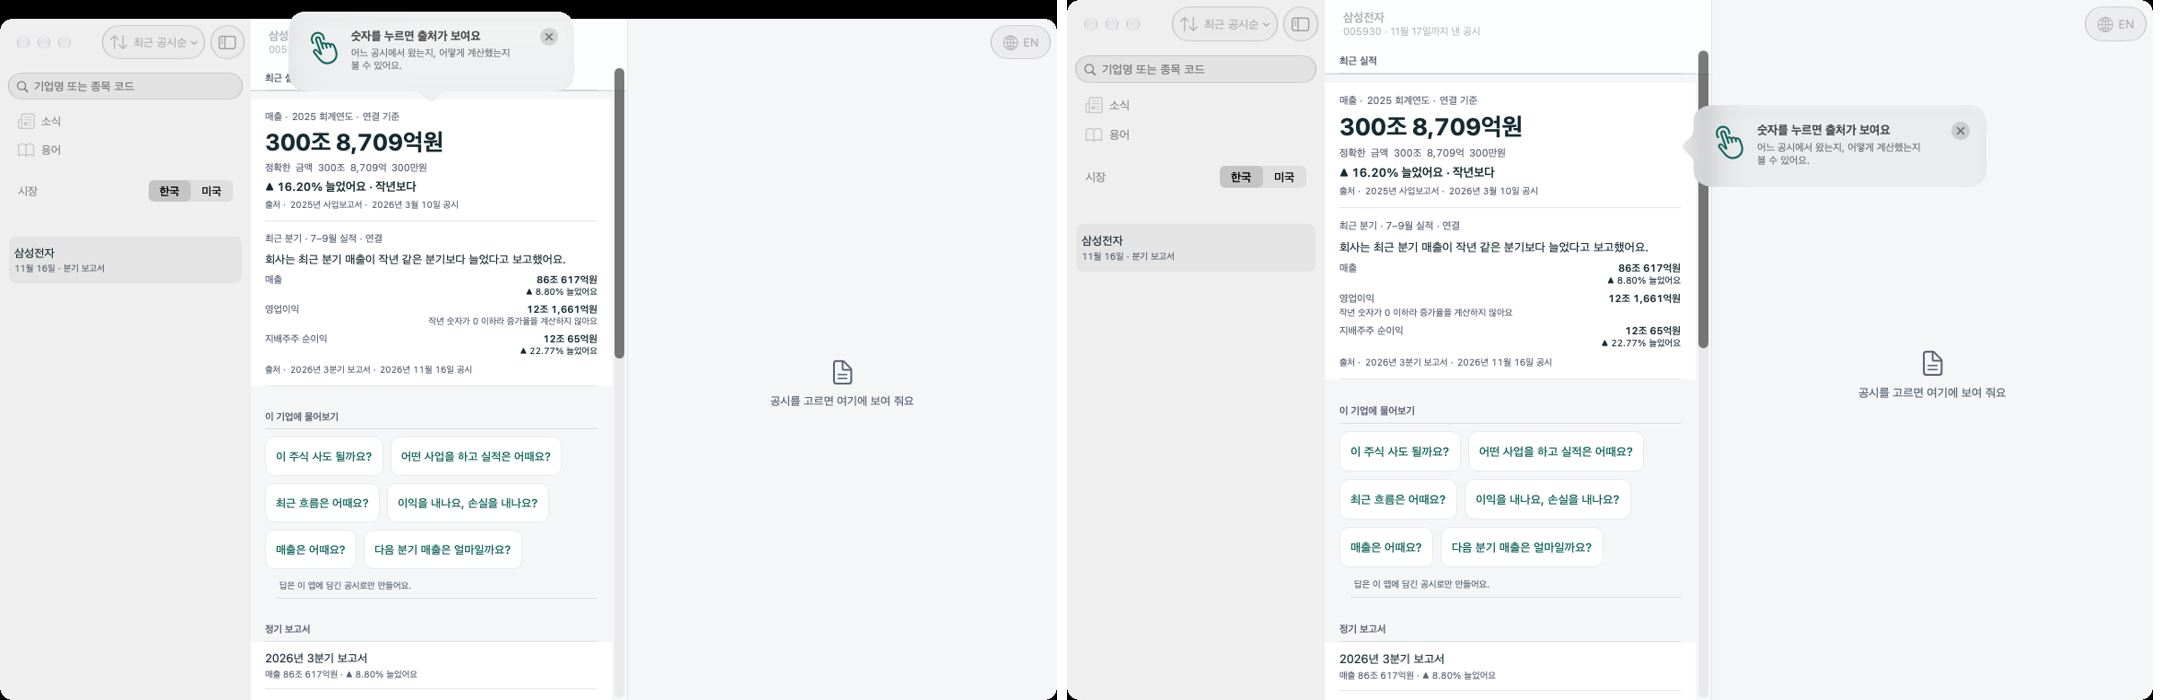 최근 공시순
삼성
005
숫자를 누르면 출처가 보여요
어느 공시에서 왔는지, 어떻게 계산했는지
볼 수 있어요.
EN
기업명 또는 종목 코드
소식
용어
시장
한국
미국
삼성전자
11월 16일 · 분기 보고서
최근
매출 · 2025 회계연도 · 연결 기준
300조 8,709억원
정확한 금액 300조 8,709억 300만원
▲ 16.20% 늘었어요 · 작년보다
출처 · 2025년 사업보고서 · 2026년 3월 10일 공시
최근 분기 · 7–9월 실적 · 연결
회사는 최근 분기 매출이 작년 같은 분기보다 늘었다고 보고했어요.
매출 86조 617억원
▲ 8.80% 늘었어요
영업이익 12조 1,661억원
작년 숫자가 0 이하라 증가율을 계산하지 않아요
지배주주 순이익 12조 65억원
▲ 22.77% 늘었어요
출처 · 2026년 3분기 보고서 · 2026년 11월 16일 공시
이 기업에 물어보기
이 주식 사도 될까요?
어떤 사업을 하고 실적은 어때요?
최근 흐름은 어때요?
이익을 내나요, 손실을 내나요?
매출은 어때요?
다음 분기 매출은 얼마일까요?
답은 이 앱에 담긴 공시로만 만들어요.
정기 보고서
2026년 3분기 보고서
매출 86조 617억원 · ▲ 8.80% 늘었어요
공시를 고르면 여기에 보여 줘요
최근 공시순
삼성전자
005930 · 11월 17일까지 낸 공시
EN
기업명 또는 종목 코드
소식
용어
시장
한국
미국
삼성전자
11월 16일 · 분기 보고서
최근 실적
매출 · 2025 회계연도 · 연결 기준
300조 8,709억원
정확한 금액 300조 8,709억 300만원
▲ 16.20% 늘었어요 · 작년보다
출처 · 2025년 사업보고서 · 2026년 3월 10일 공시
숫자를 누르면 출처가 보여요
어느 공시에서 왔는지, 어떻게 계산했는지
볼 수 있어요.
최근 분기 · 7–9월 실적 · 연결
회사는 최근 분기 매출이 작년 같은 분기보다 늘었다고 보고했어요.
매출 86조 617억원
▲ 8.80% 늘었어요
영업이익 12조 1,661억원
작년 숫자가 0 이하라 증가율을 계산하지 않아요
지배주주 순이익 12조 65억원
▲ 22.77% 늘었어요
출처 · 2026년 3분기 보고서 · 2026년 11월 16일 공시
이 기업에 물어보기
이 주식 사도 될까요?
어떤 사업을 하고 실적은 어때요?
최근 흐름은 어때요?
이익을 내나요, 손실을 내나요?
매출은 어때요?
다음 분기 매출은 얼마일까요?
답은 이 앱에 담긴 공시로만 만들어요.
정기 보고서
2026년 3분기 보고서
매출 86조 617억원 · ▲ 8.80% 늘었어요
공시를 고르면 여기에 보여 줘요